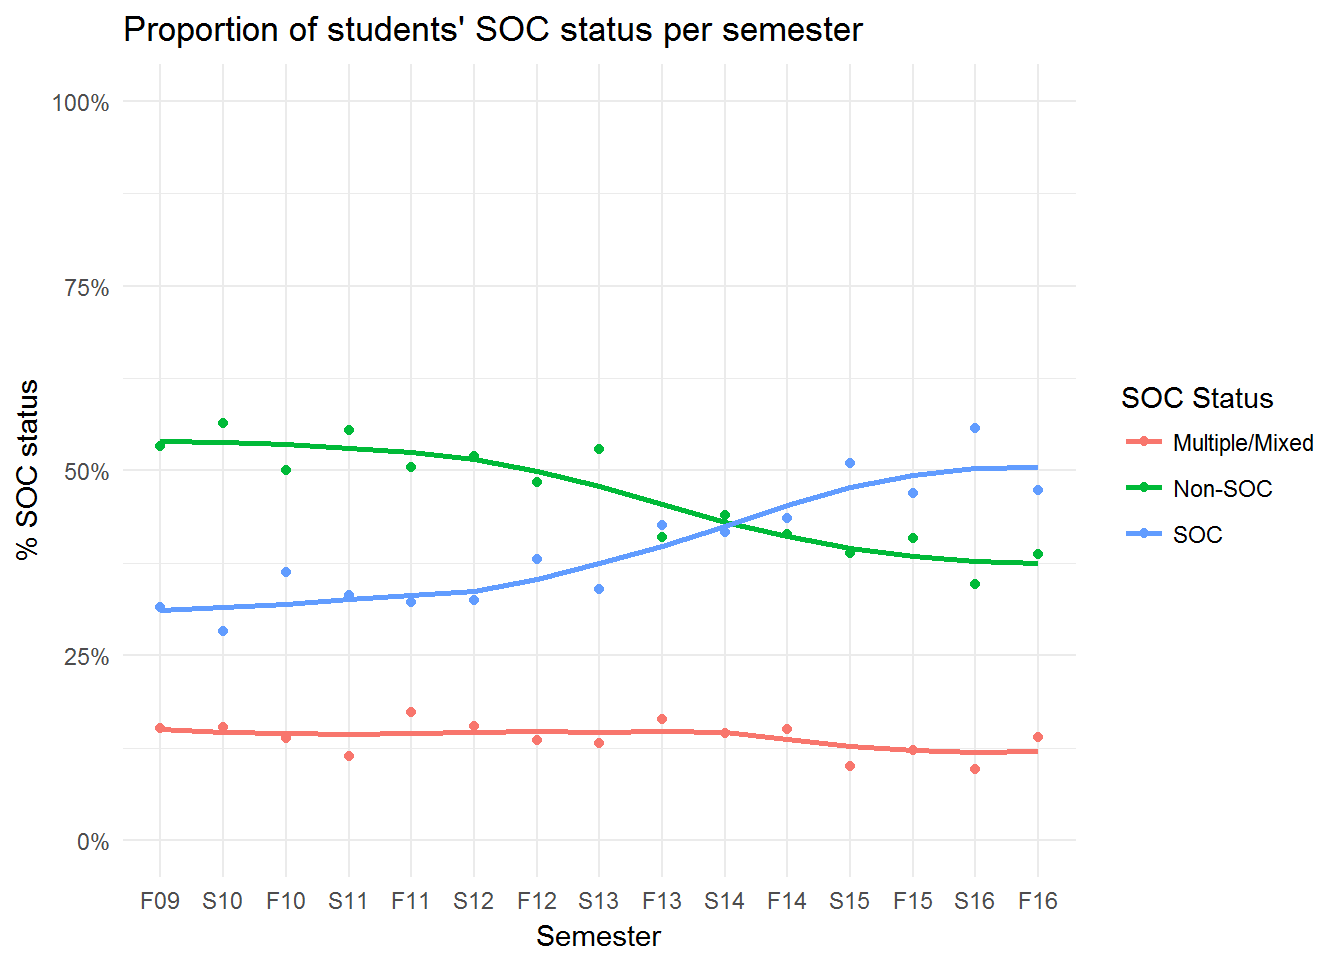 Proportion of students' SOC status per semester
100%
75%
50%
25%
0%
% SOC status
F09 S10 F10 S11 F11 S12 F12 S13 F13 S14 F14 S15 F15 S16 F16
Semester
SOC Status
Multiple/Mixed
Non-SOC
SOC